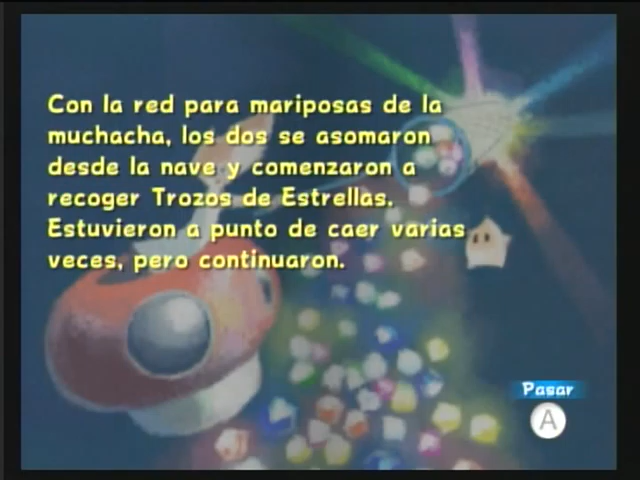 Con la red para mariposas de la
muchacha, los dos se asomaron
desde la nave y comenzaron a
recoger Trozos de Estrellas.
Estuvieron a punto de caer varias
veces, pero continuaron.
Pasar
A